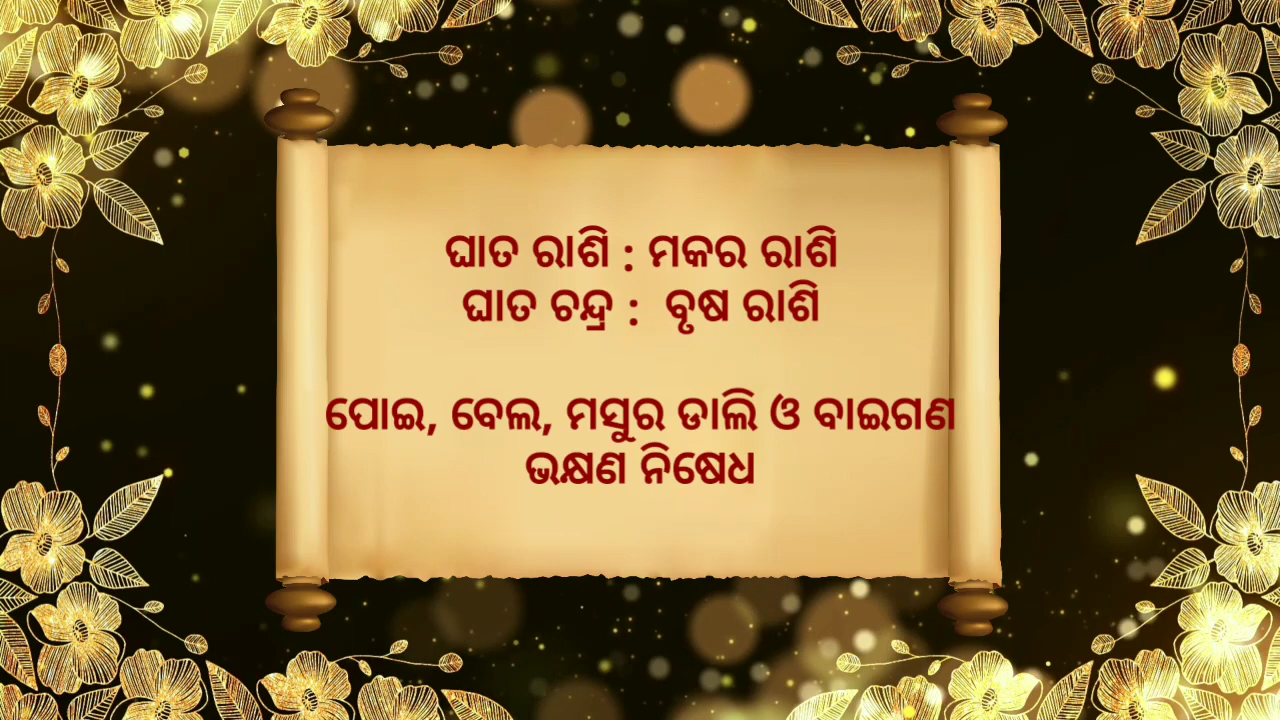 ଘାତ ରାଶି : ମକର ରାଶି
ଘାତ ଚନ୍ଦ୍ର : ବୃଷ ରାଶି
ପୋଇ, ବେଲ, ମସୁର ଡାଲି ଓ ବାଇଗଣ
ଭକ୍ଷଣ ନିଷେଧ